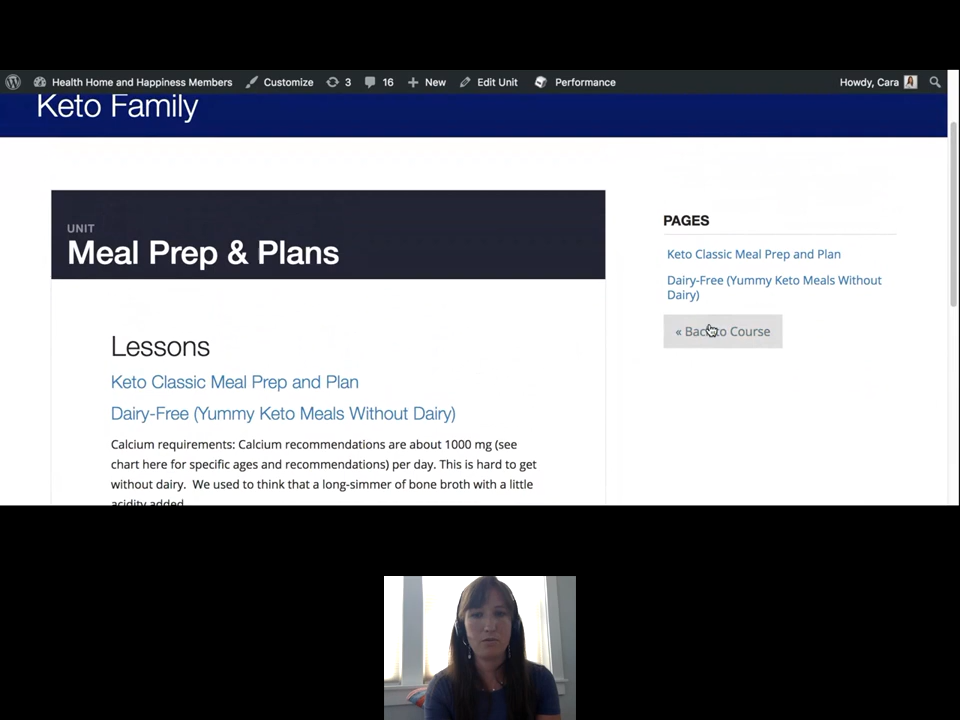 Health Home and Happiness Members Customize 3 16 New Edit Unit Performance Howdy, Cara
Keto Family
UNIT
Meal Prep & Plans
Lessons
Keto Classic Meal Prep and Plan
Dairy-Free (Yummy Keto Meals Without Dairy)
Calcium requirements: Calcium recommendations are about 1000 mg (see
chart here for specific ages and recommendations) per day. This is hard to get
without dairy. We used to think that a long-simmer of bone broth with a little
acidity added
PAGES
Keto Classic Meal Prep and Plan
Dairy-Free (Yummy Keto Meals Without
Dairy)
« Back to Course